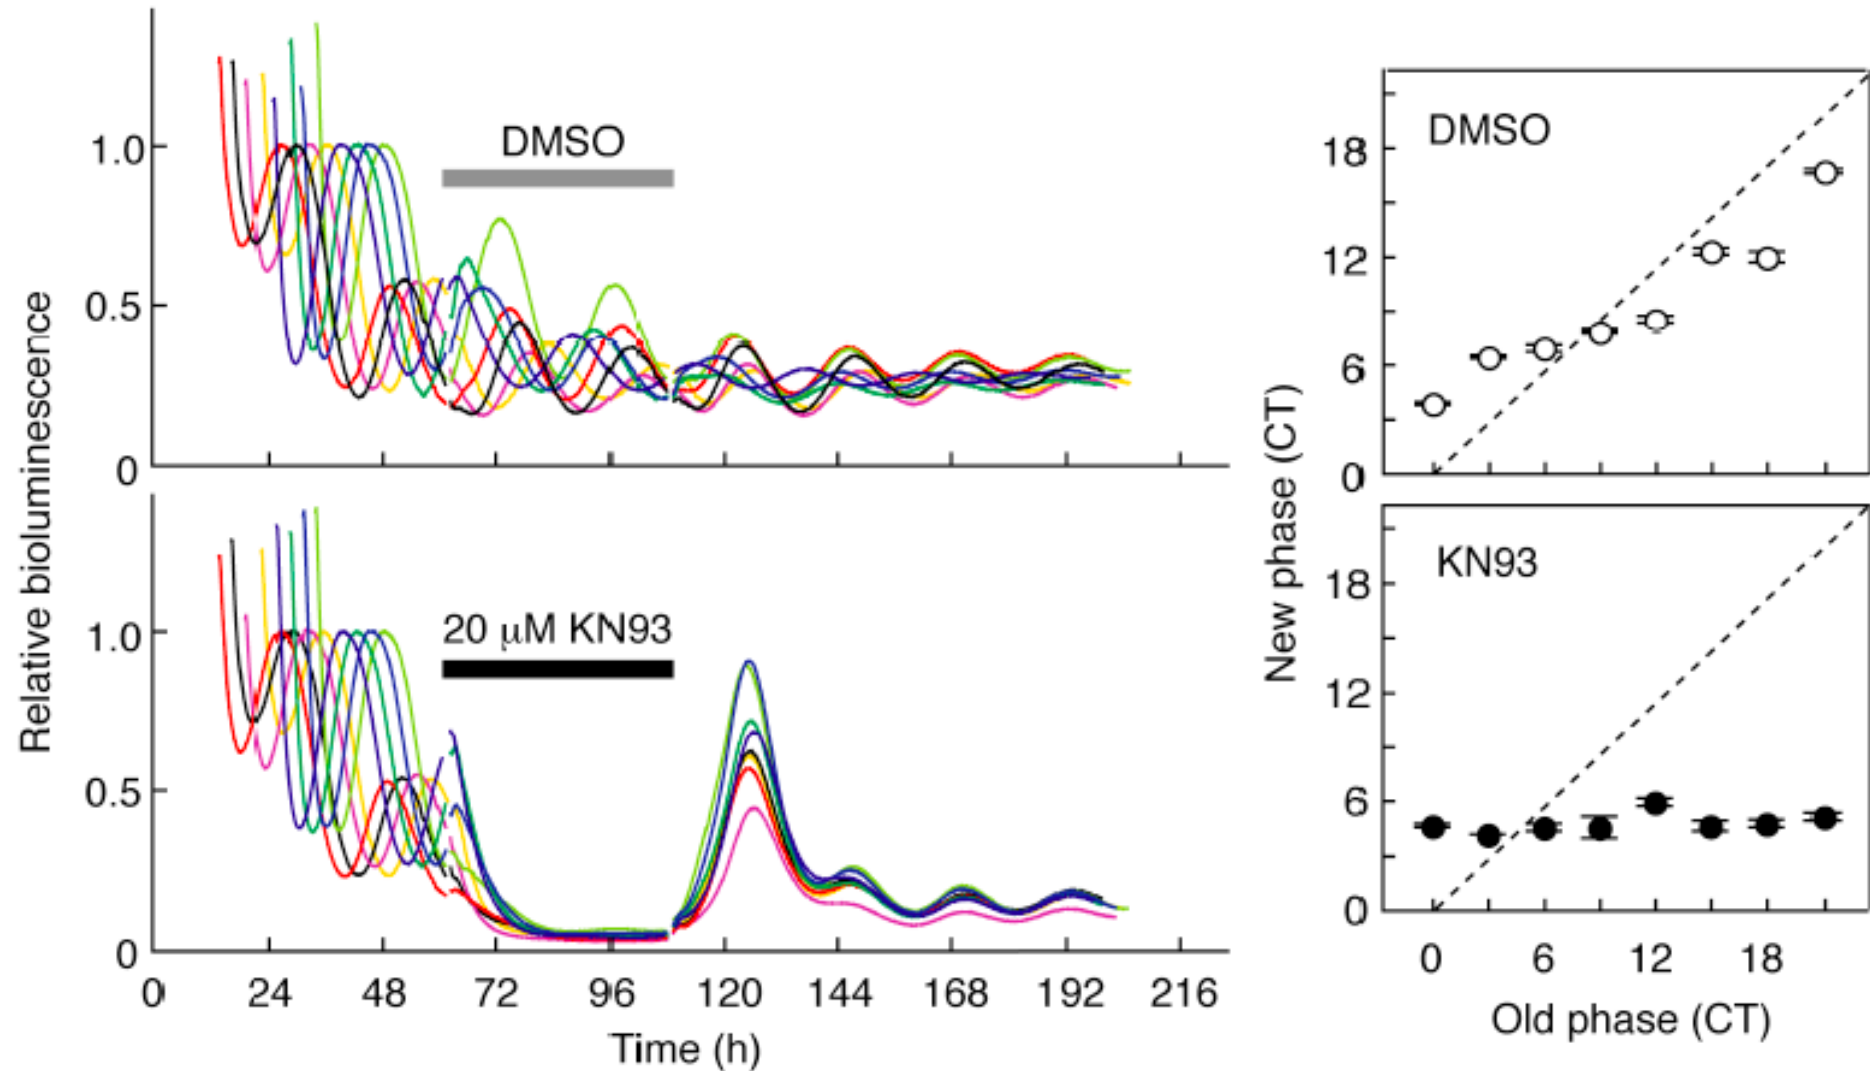 Relative bioluminescence
DMSO
1.0
0.5
0
20 μM KN93
1.0
0.5
0
0 24 48 72 96 120 144 168 192 216
Time (h)
New phase (CT)
DMSO
18
12
6
0
KN93
18
12
6
0
0 6 12 18
Old phase (CT)